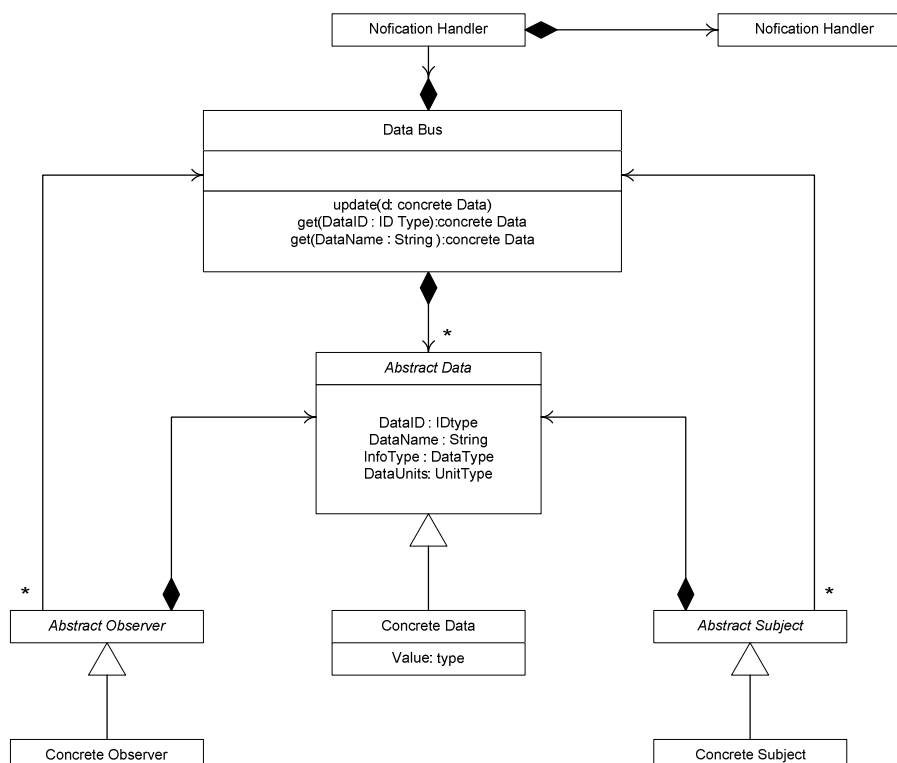 Nofication Handler
Nofication Handler
Data Bus
update(d: concrete Data)
get(DataID : ID Type):concrete Data
get(DataName : String ):concrete Data
*
Abstract Data
DataID : IDtype
DataName : String
InfoType : DataType
DataUnits: UnitType
*
*
Abstract Observer
Concrete Data
Abstract Subject
Value: type
Concrete Observer
Concrete Subject